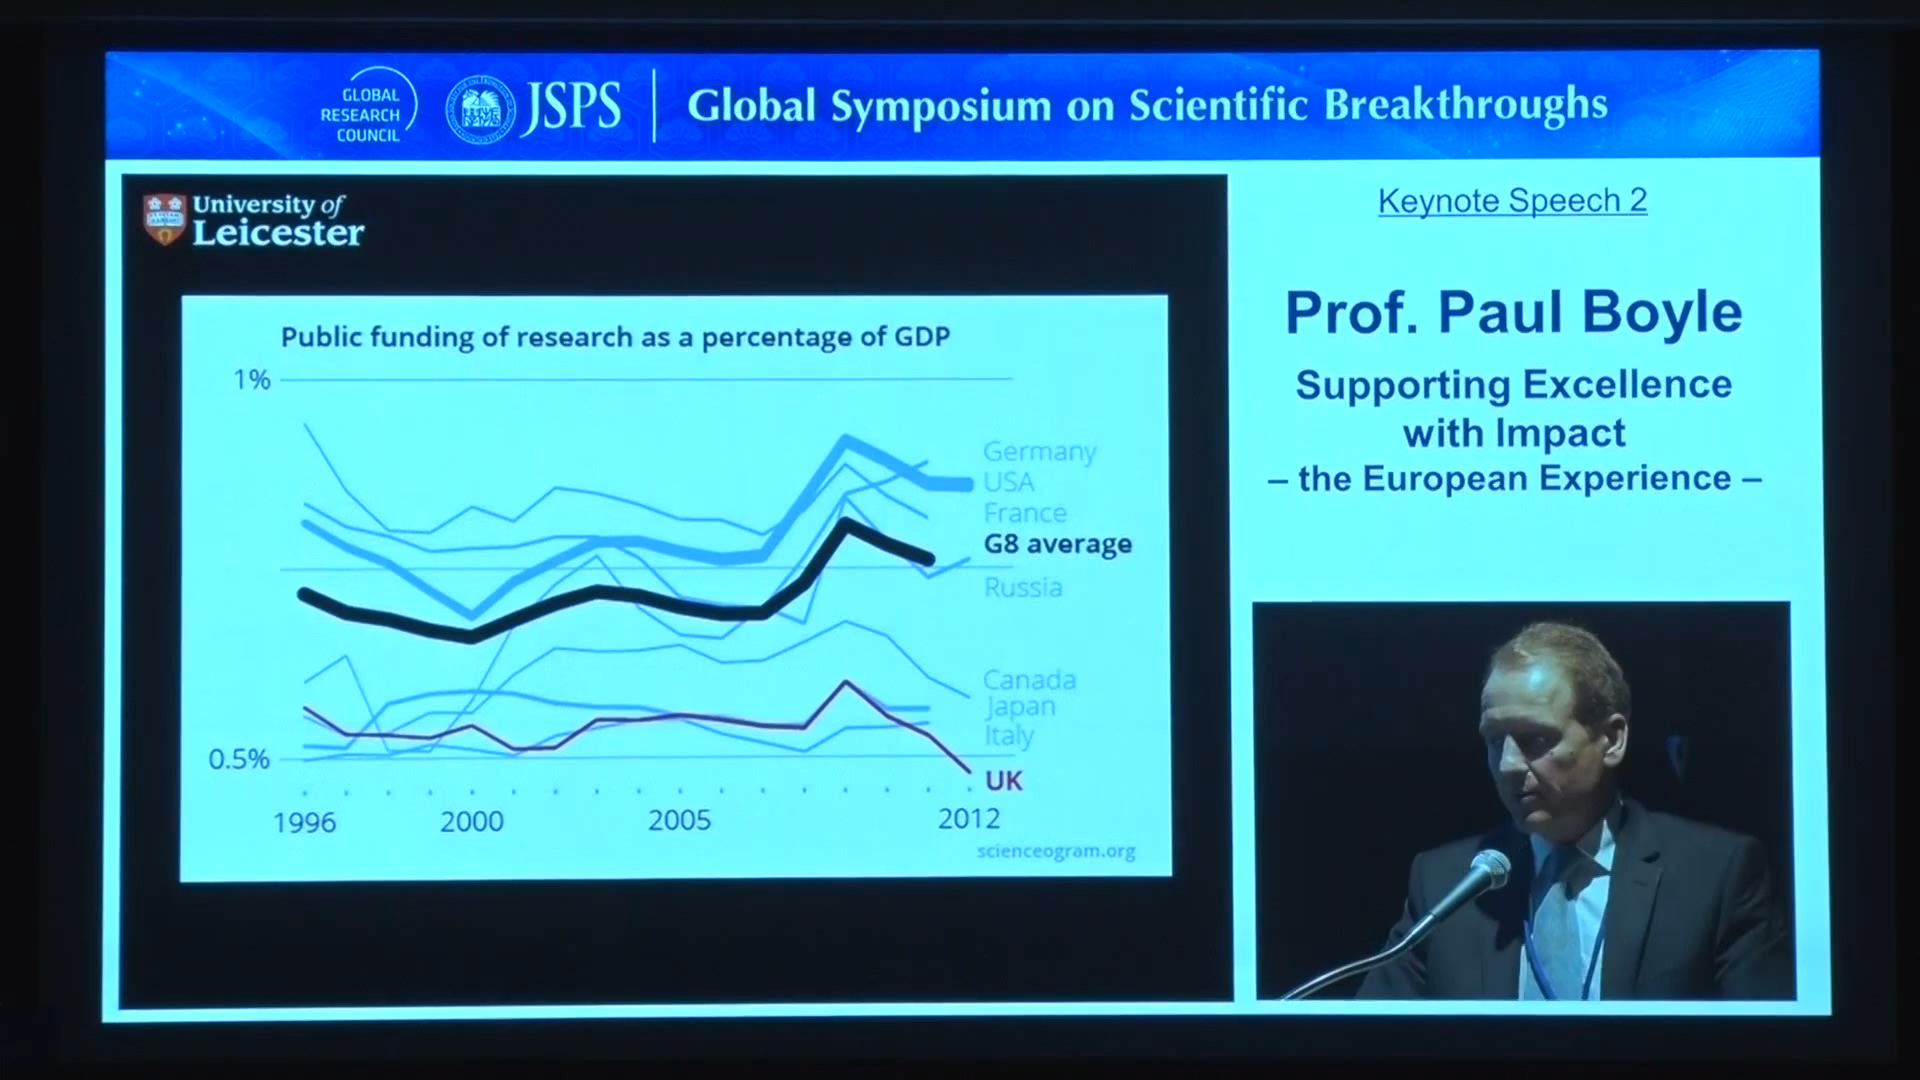 GLOBAL
RESEARCH
COUNCIL
JSPS
Global Symposium on Scientific Breakthroughs
University of
Leicester
Public funding of research as a percentage of GDP
1%
0.5%
Germany
USA
France
G8 average
Russia
Canada
Japan
Italy
UK
1996
2000
2005
2012
scienceogram.org
Keynote Speech 2
Prof. Paul Boyle
Supporting Excellence
with Impact
– the European Experience –